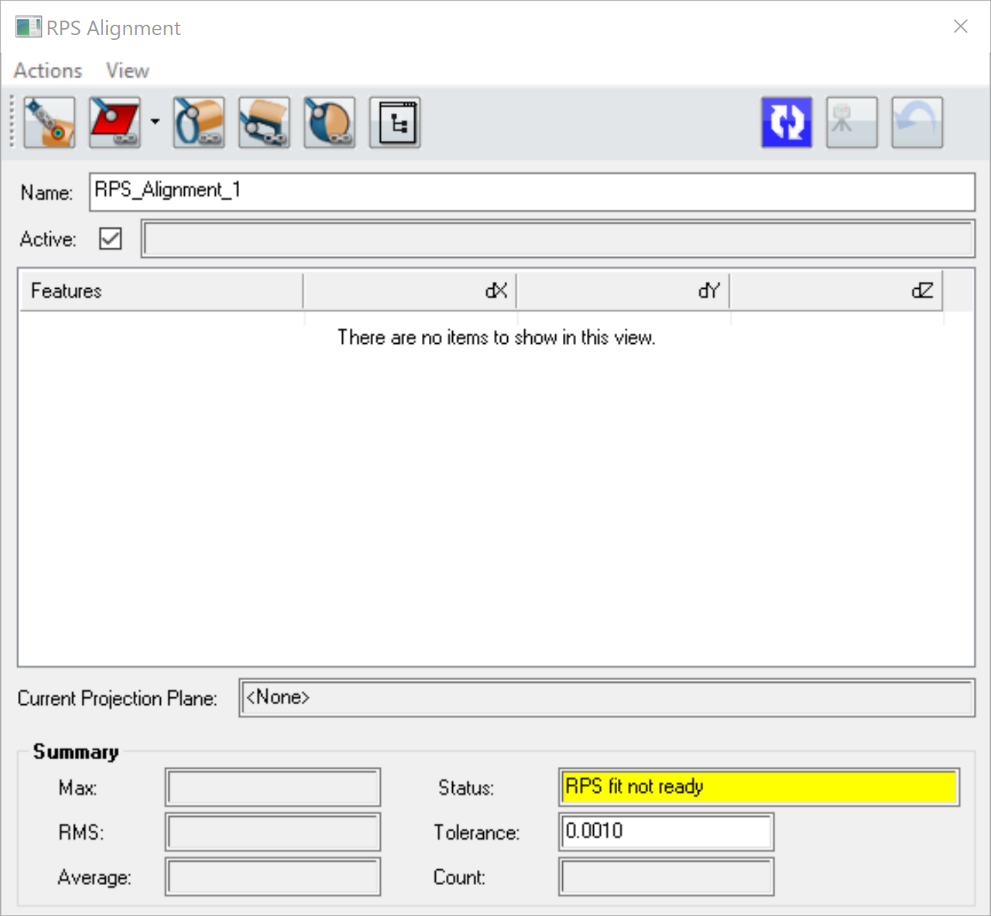 RPS Alignment
Actions View
Name: RPS_Alignment_1
Active:
Features dX dY dZ
There are no items to show in this view.
Current Projection Plane: <None>
Summary
Max: Status: RPS fit not ready
RMS: Tolerance: 0.0010
Average: Count: